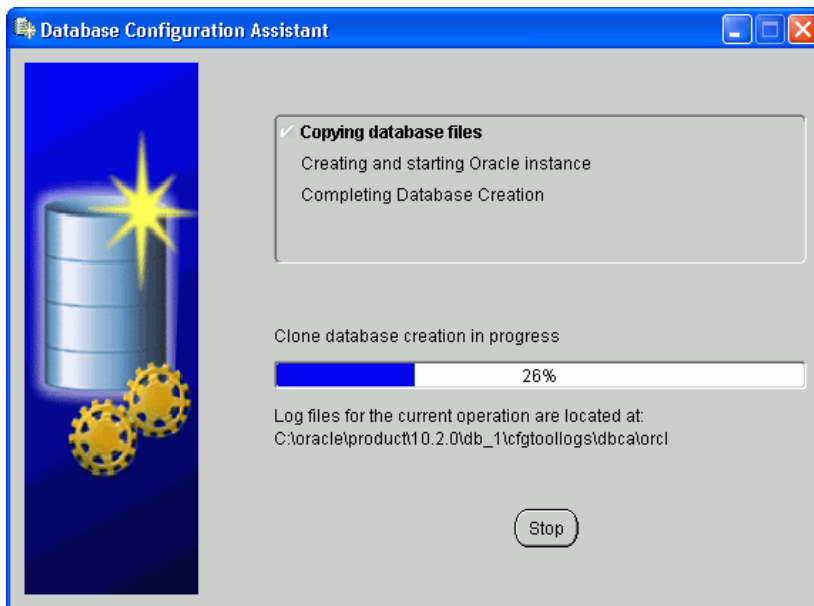 Database Configuration Assistant
Copying database files
Creating and starting Oracle instance
Completing Database Creation
Clone database creation in progress
26%
Log files for the current operation are located at:
C:\oracle\product\10.2.0\db_1\cfgtoollogs\dbca\orcl
Stop